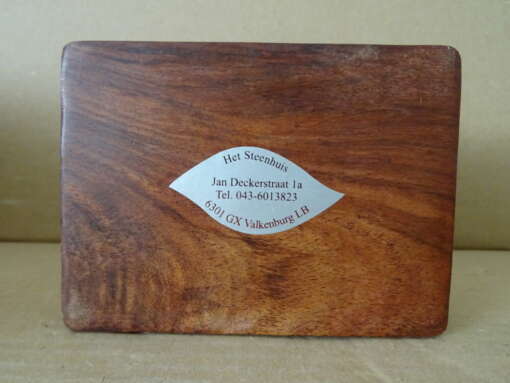 Het Steenhuis
Jan Deckerstraat 1a
Tel. 043-6013823
6301 GX Valkenburg LB